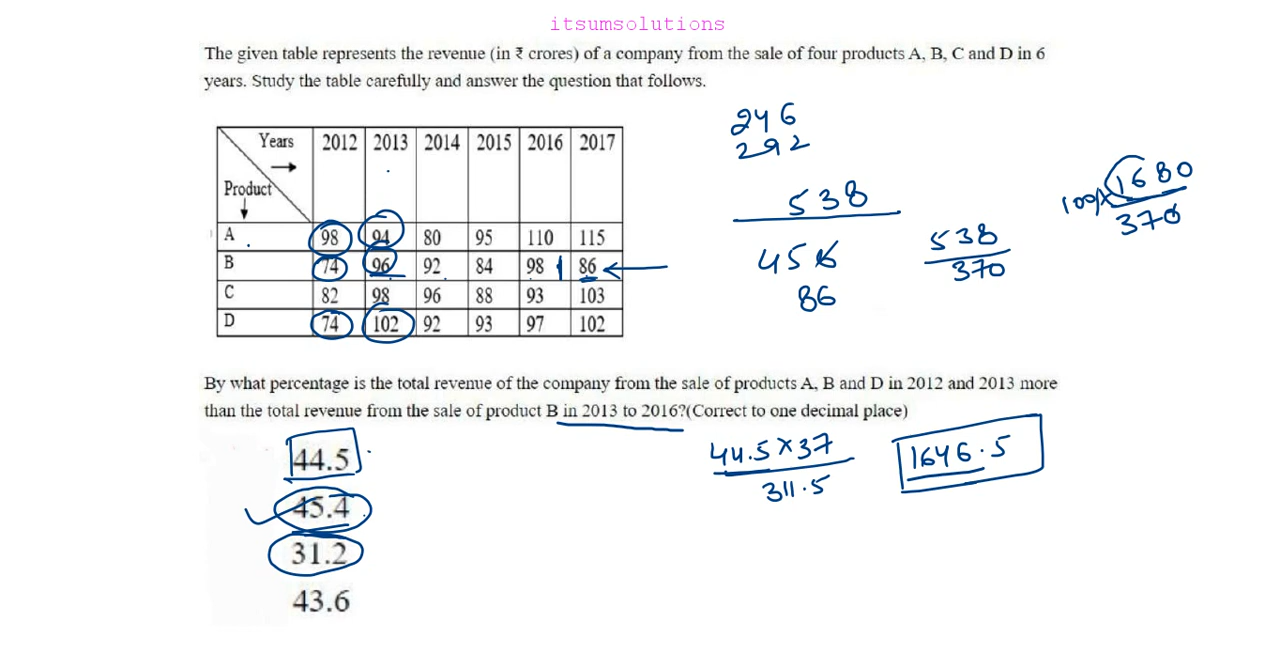 itsumsolutions
The given table represents the revenue (in ₹ crores) of a company from the sale of four products A, B, C and D in 6
years. Study the table carefully and answer the question that follows.
Years 2012 2013 2014 2015 2016 2017
Product
A 98 94 80 95 110 115
B 74 96 92 84 98 86
C 82 98 96 88 93 103
D 74 102 92 93 97 102
246
292
538
456
86
538
370
100% 1680
370
By what percentage is the total revenue of the company from the sale of products A, B and D in 2012 and 2013 more
than the total revenue from the sale of product B in 2013 to 2016?(Correct to one decimal place)
44.5
45.4
31.2
43.6
44.5 × 37
311.5
1646.5